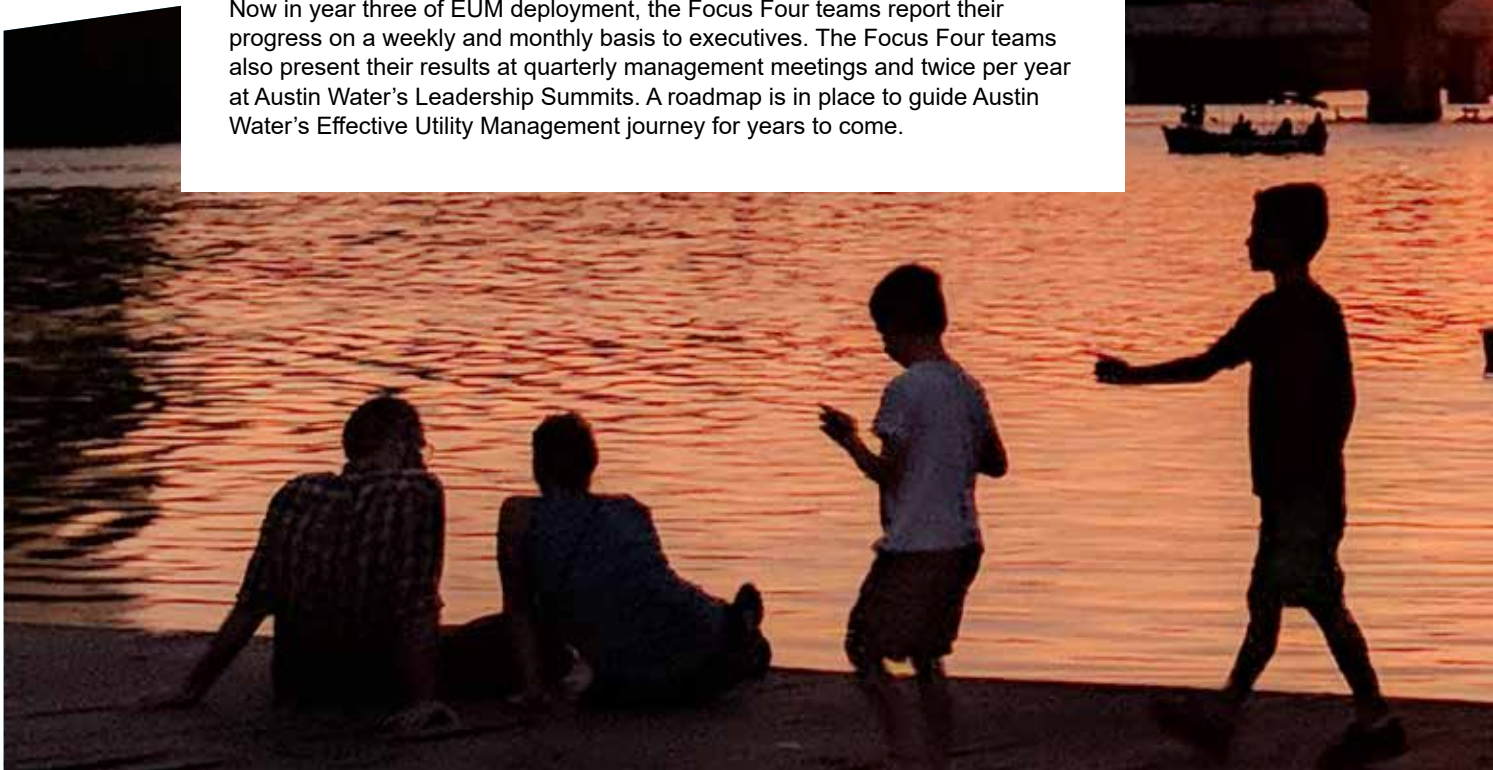 Now in year three of EUM deployment, the Focus Four teams report their
progress on a weekly and monthly basis to executives. The Focus Four teams
also present their results at quarterly management meetings and twice per year
at Austin Water’s Leadership Summits. A roadmap is in place to guide Austin
Water’s Effective Utility Management journey for years to come.